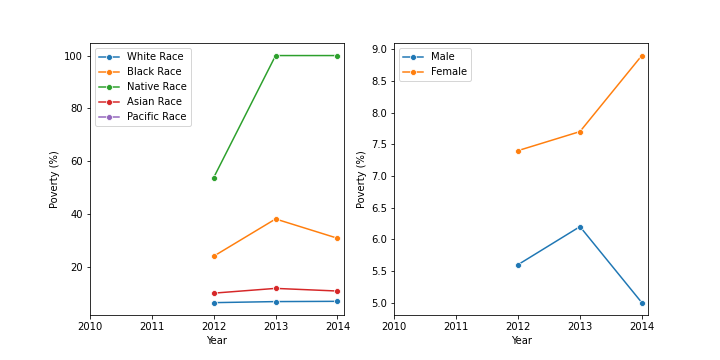 White Race
Black Race
Native Race
Asian Race
Pacific Race
100
80
60
40
20
Poverty (%)
2010 2011 2012 2013 2014
Year
Male
Female
9.0
8.5
8.0
7.5
7.0
6.5
6.0
5.5
5.0
Poverty (%)
2010 2011 2012 2013 2014
Year